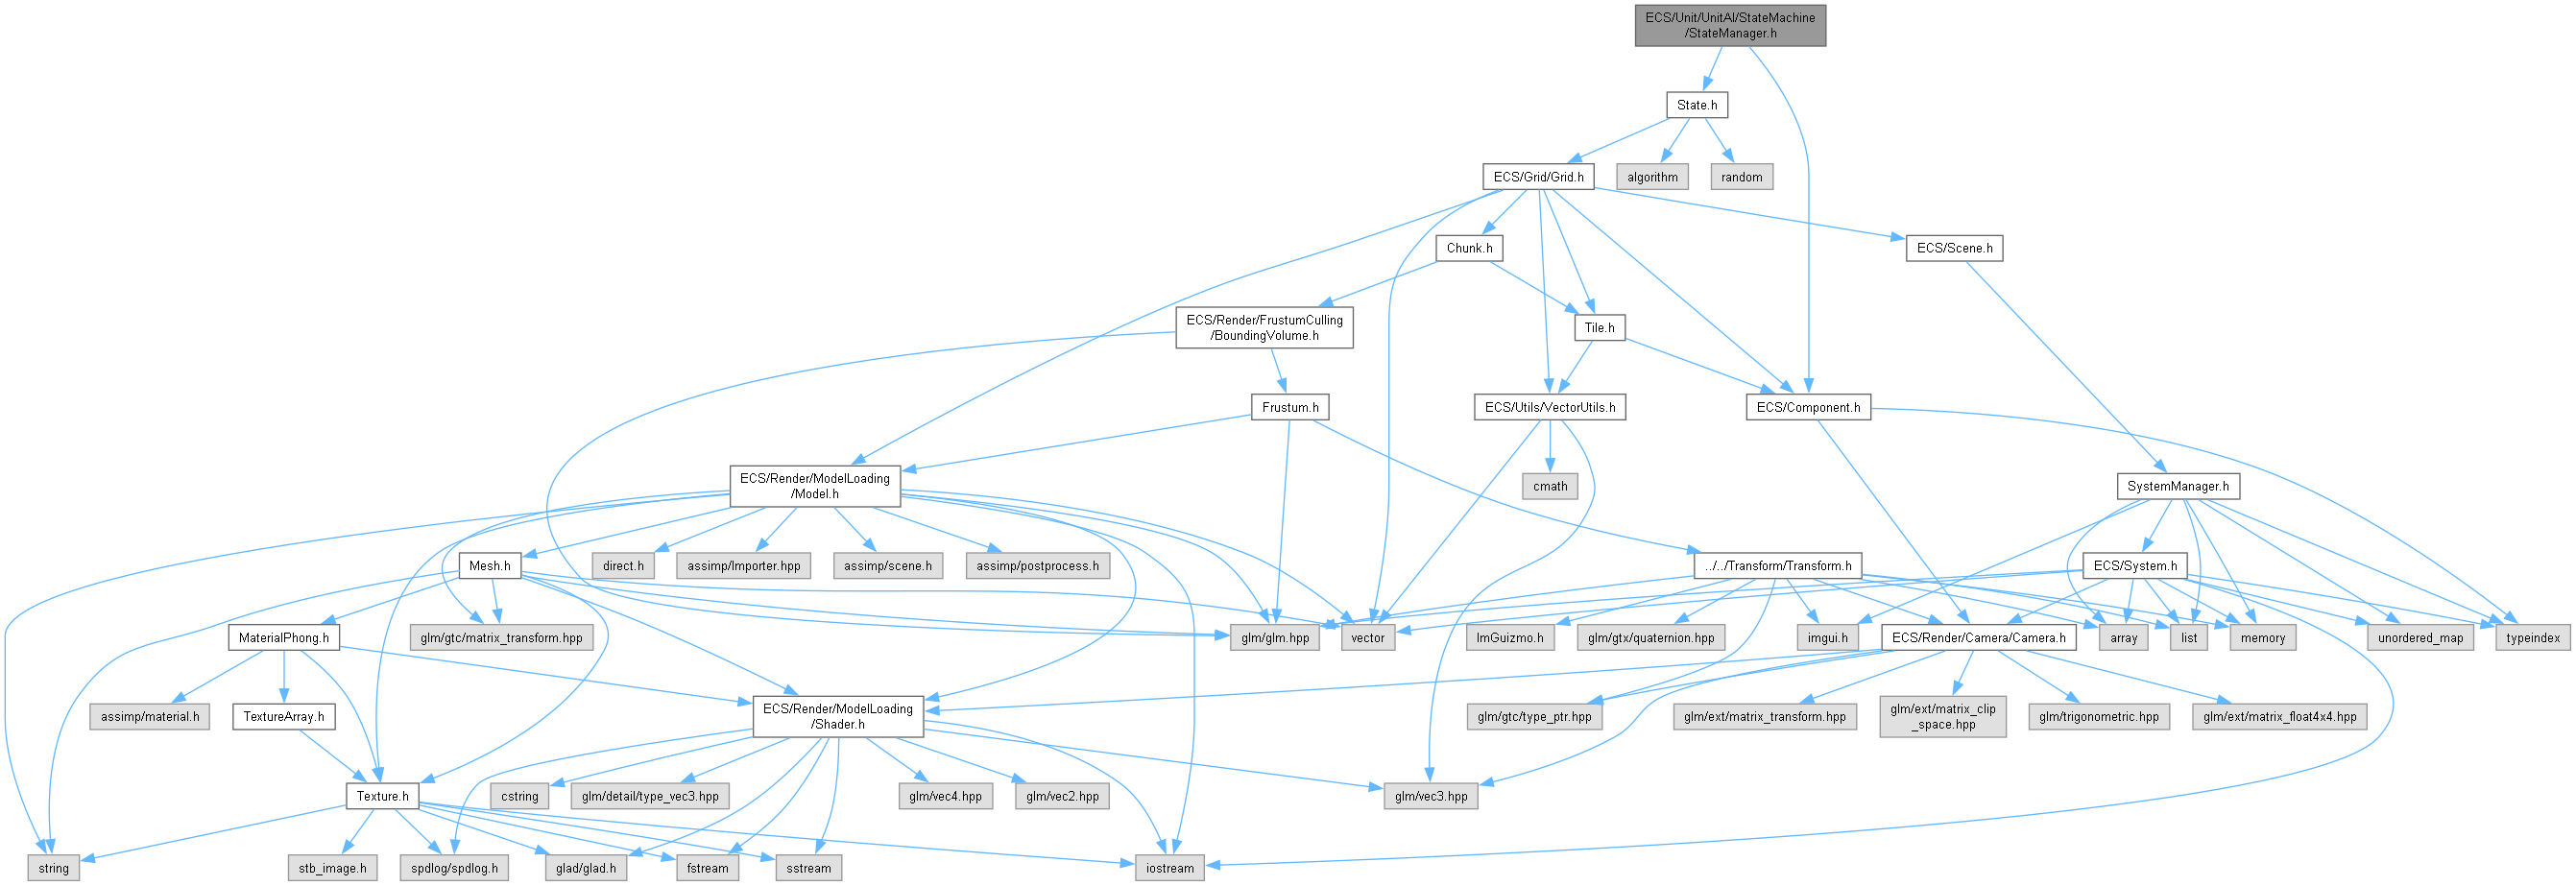 ECS/Unit/UnitAI/StateMachine
/StateManager.h
State.h
ECS/Grid/Grid.h
algorithm
random
Chunk.h
ECS/Scene.h
ECS/Render/FrustumCulling
/BoundingVolume.h
Tile.h
Frustum.h
ECS/Utils/VectorUtils.h
ECS/Component.h
ECS/Render/ModelLoading
/Model.h
cmath
SystemManager.h
Mesh.h
direct.h
assimp/Importer.hpp
assimp/scene.h
assimp/postprocess.h
../../Transform/Transform.h
ECS/System.h
MaterialPhong.h
glm/gtc/matrix_transform.hpp
glm/glm.hpp
vector
ImGuizmo.h
glm/gtx/quaternion.hpp
imgui.h
ECS/Render/Camera/Camera.h
array
list
memory
unordered_map
typeindex
assimp/material.h
TextureArray.h
ECS/Render/ModelLoading
/Shader.h
glm/gtc/type_ptr.hpp
glm/ext/matrix_transform.hpp
glm/ext/matrix_clip
_space.hpp
glm/trigonometric.hpp
glm/ext/matrix_float4x4.hpp
Texture.h
cstring
glm/detail/type_vec3.hpp
glm/vec4.hpp
glm/vec2.hpp
glm/vec3.hpp
string
stb_image.h
spdlog/spdlog.h
glad/glad.h
fstream
sstream
iostream